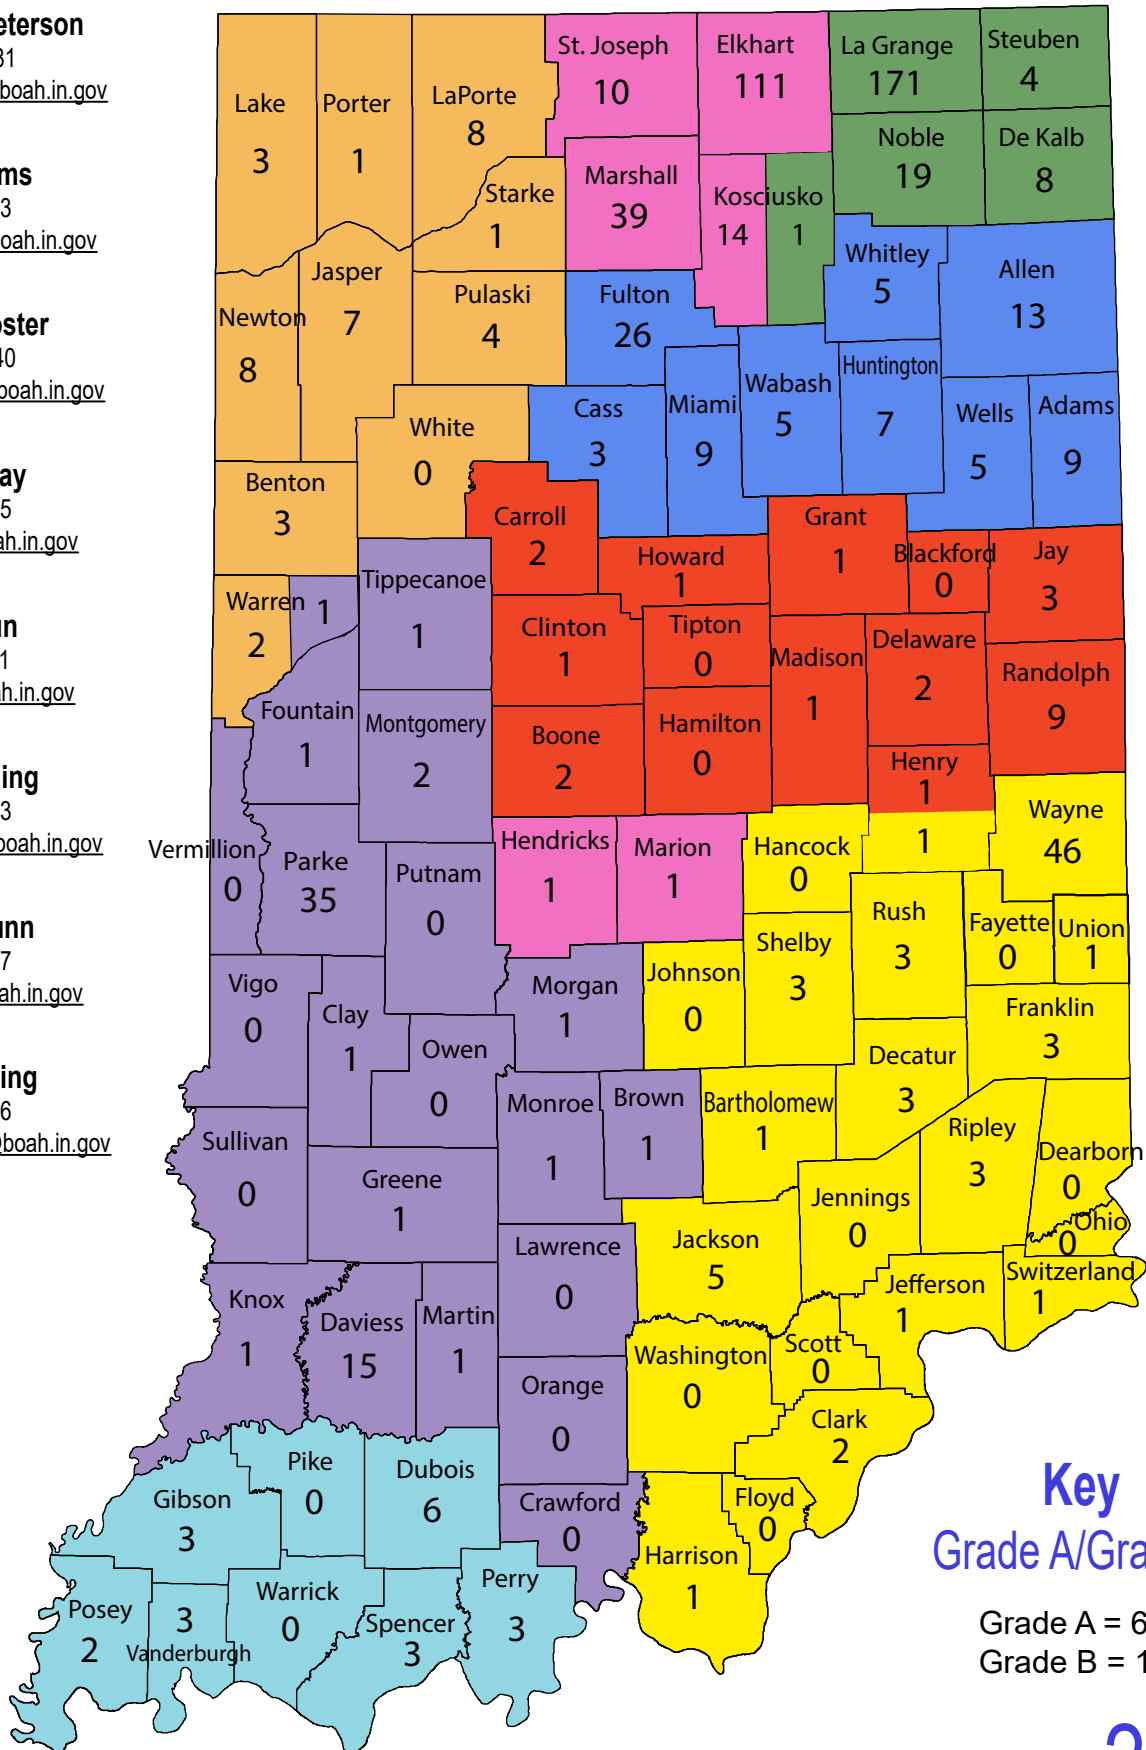 eterson
31
boah.in.gov
ms
3
oah.in.gov
oster
40
boah.in.gov
ay
5
ah.in.gov
un
1
ah.in.gov
ing
3
boah.in.gov
unn
7
ah.in.gov
ing
6
@boah.in.gov
Lake
3
Porter
1
LaPorte
8
St. Joseph
10
Elkhart
111
La Grange
171
Steuben
4
Noble
19
De Kalb
8
Starke
1
Marshall
39
Kosciusko
14
1
Whitley
5
Allen
13
Newton
8
Jasper
7
Pulaski
4
Fulton
26
Huntington
7
Wabash
5
Miami
9
Cass
3
Wells
5
Adams
9
White
0
Benton
3
Carroll
2
Grant
1
Howard
1
Blackford
0
Jay
3
Warren
2
1
Tippecanoe
1
Clinton
1
Tipton
0
Madison
1
Delaware
2
Randolph
9
Fountain
1
Montgomery
2
Boone
2
Hamilton
0
Henry
1
1
Wayne
46
Vermillion
0
Parke
35
Putnam
0
Hendricks
1
Marion
1
Hancock
0
Rush
3
Fayette
0
Union
1
Shelby
3
Vigo
0
Clay
1
Morgan
1
Johnson
0
Franklin
3
Owen
0
Decatur
3
Monroe
1
Brown
1
Bartholomew
1
Ripley
3
Dearborn
0
Sullivan
0
Greene
1
Jennings
0
Ohio
0
Lawrence
0
Jackson
5
Jefferson
1
Switzerland
1
Knox
1
Daviess
15
Martin
1
Washington
0
Scott
0
Orange
0
Clark
2
Pike
0
Dubois
6
Gibson
3
Crawford
0
Floyd
0
Harrison
1
Posey
2
3
Vanderburgh
Warrick
0
Spencer
3
Perry
3
Key
Grade A/Gra
Grade A = 6
Grade B = 1